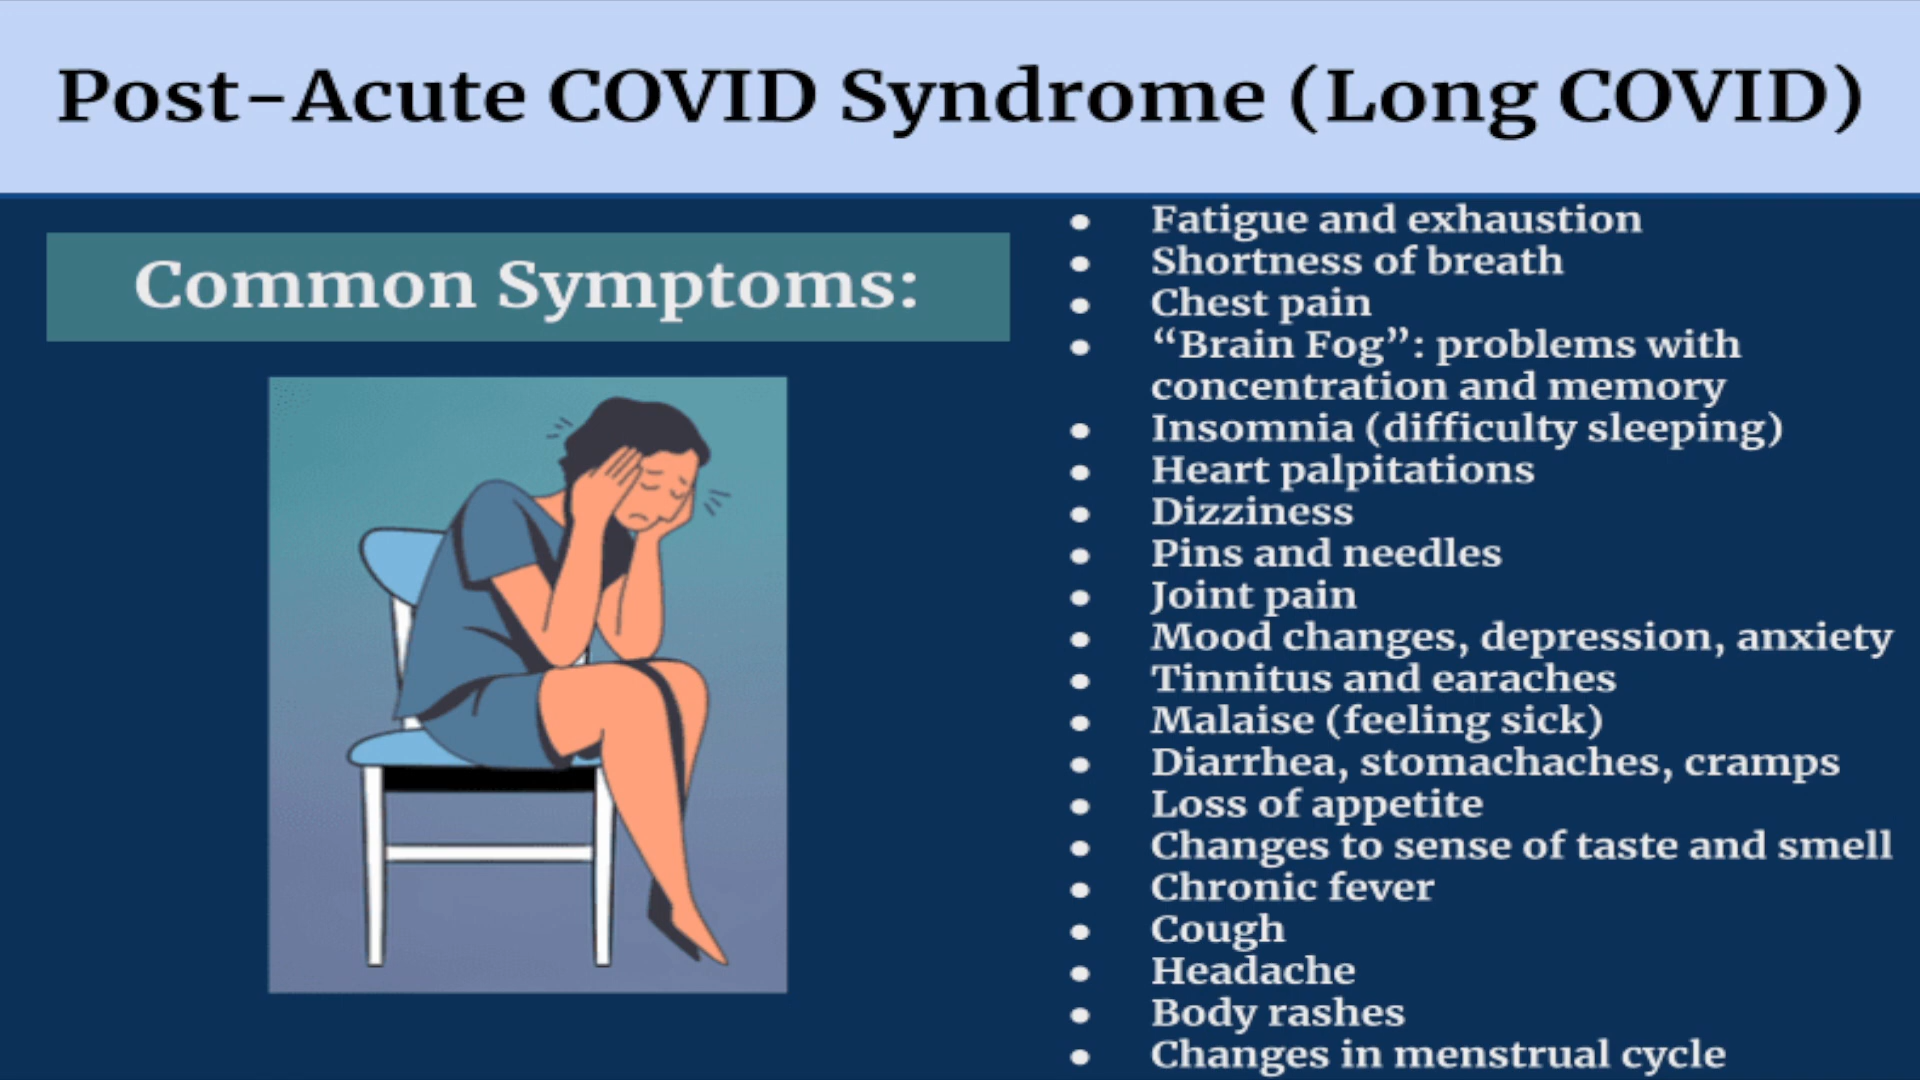 Post-Acute COVID Syndrome (Long COVID)
Common Symptoms:
● Fatigue and exhaustion
● Shortness of breath
● Chest pain
● “Brain Fog”: problems with
concentration and memory
● Insomnia (difficulty sleeping)
● Heart palpitations
● Dizziness
● Pins and needles
● Joint pain
● Mood changes, depression, anxiety
● Tinnitus and earaches
● Malaise (feeling sick)
● Diarrhea, stomachaches, cramps
● Loss of appetite
● Changes to sense of taste and smell
● Chronic fever
● Cough
● Headache
● Body rashes
● Changes in menstrual cycle